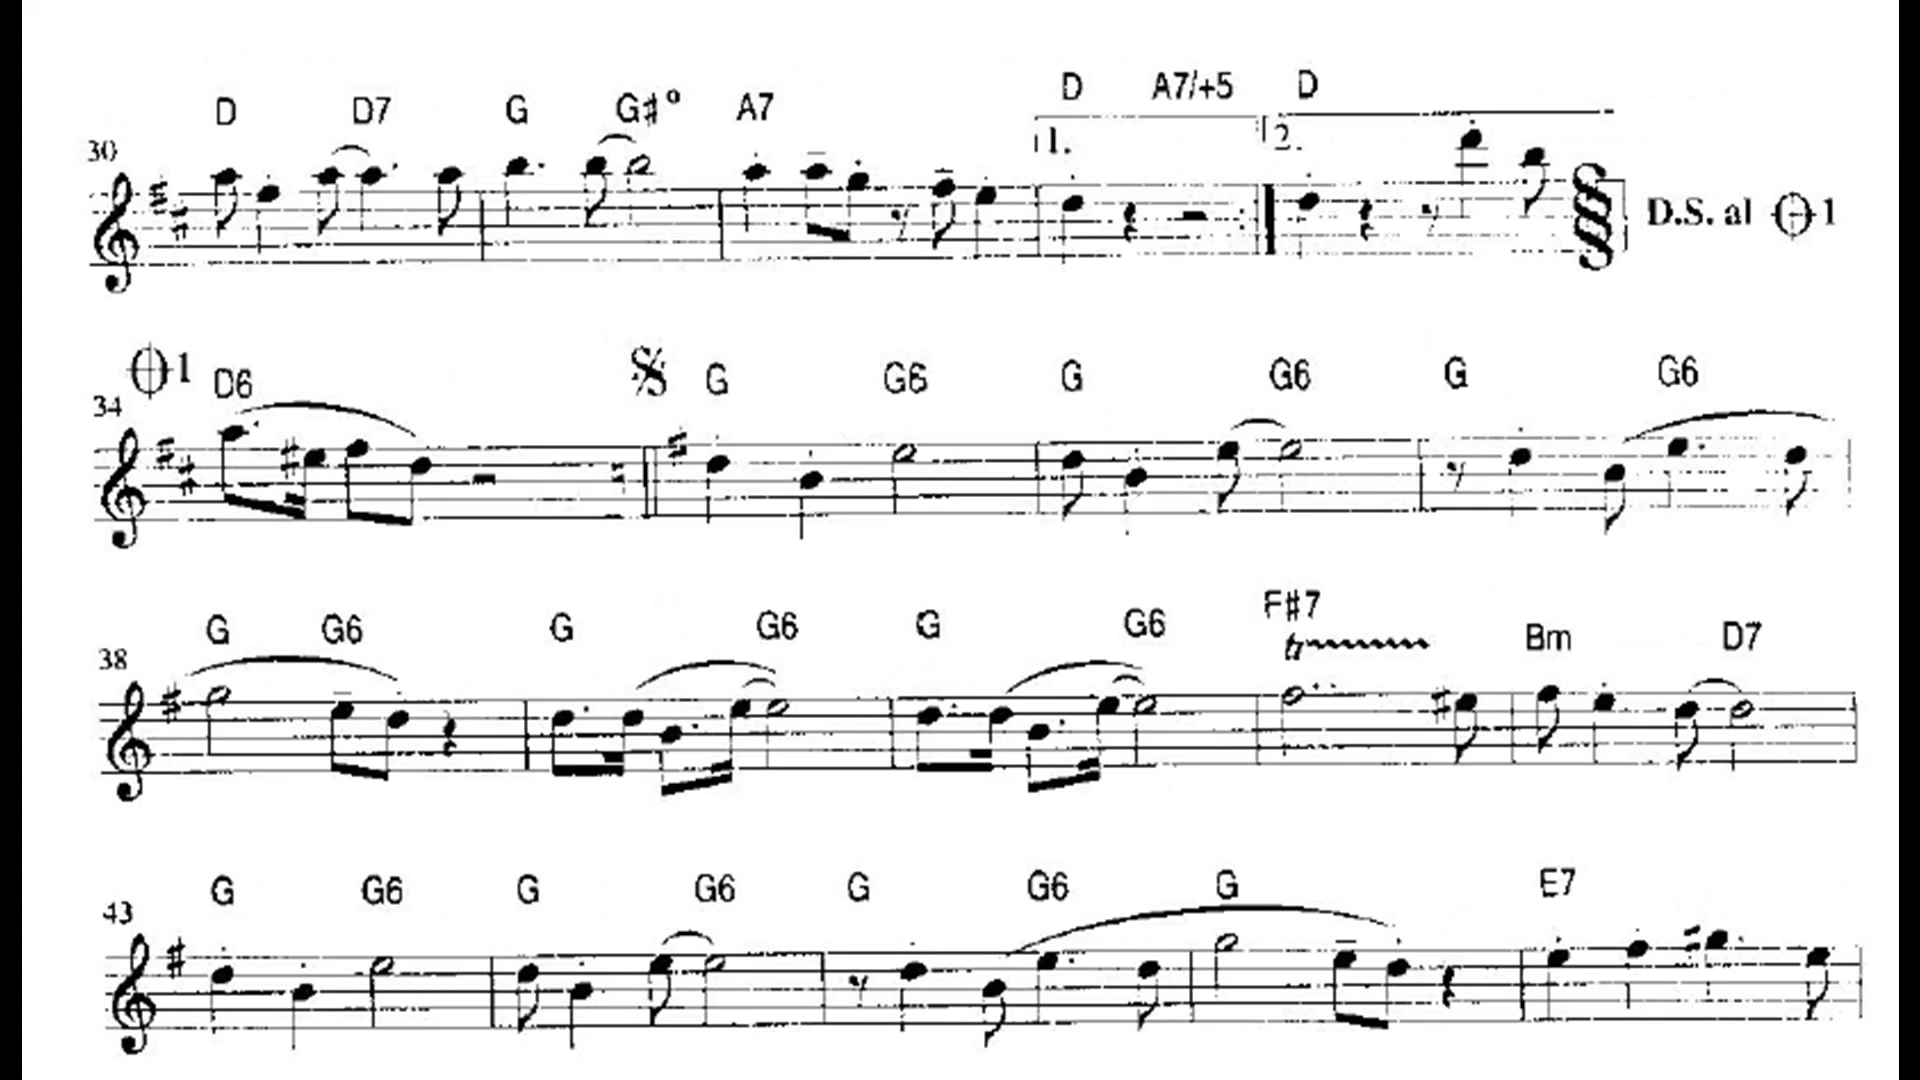 D D7 G G#° A7 D A7/+5 D
30 1. 2. D.S. al 1
1 D6 G G6 G G6 G G6
34
G G6 G G6 G G6 F#7 Bm D7
38 tr
G G6 G G6 G G6 G E7
43